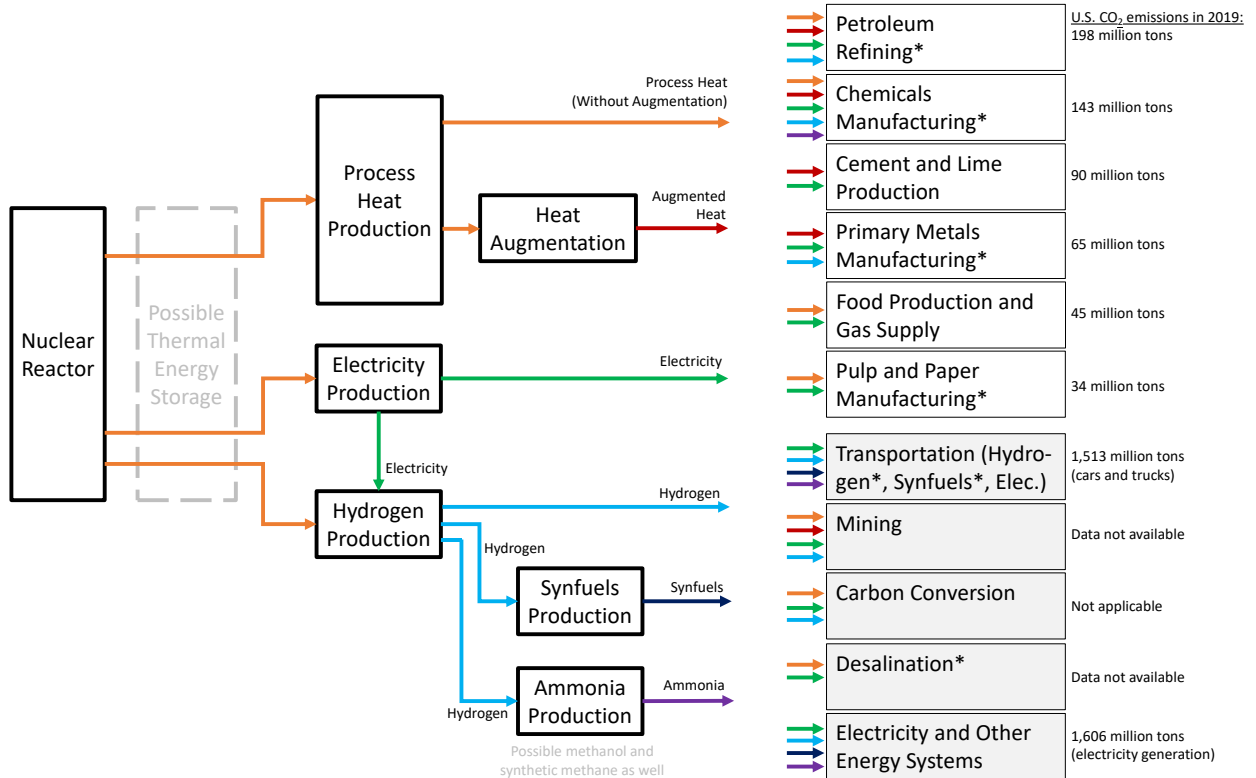 U.S. CO2 emissions in 2019:
Petroleum
Refining*
198 million tons
Process Heat
(Without Augmentation)
Chemicals
Manufacturing*
143 million tons
Process
Heat
Production
Cement and Lime
Production
90 million tons
Heat
Augmentation
Augmented
Heat
Primary Metals
Manufacturing*
65 million tons
Nuclear
Reactor
Possible
Thermal
Energy
Storage
Food Production and
Gas Supply
45 million tons
Electricity
Production
Electricity
Pulp and Paper
Manufacturing*
34 million tons
Electricity
Transportation (Hydro-
gen*, Synfuels*, Elec.)
1,513 million tons
(cars and trucks)
Hydrogen
Production
Hydrogen
Hydrogen
Mining
Data not available
Synfuels
Production
Synfuels
Carbon Conversion
Not applicable
Desalination*
Data not available
Ammonia
Production
Ammonia
Hydrogen
Possible methanol and
synthetic methane as well
Electricity and Other
Energy Systems
1,606 million tons
(electricity generation)